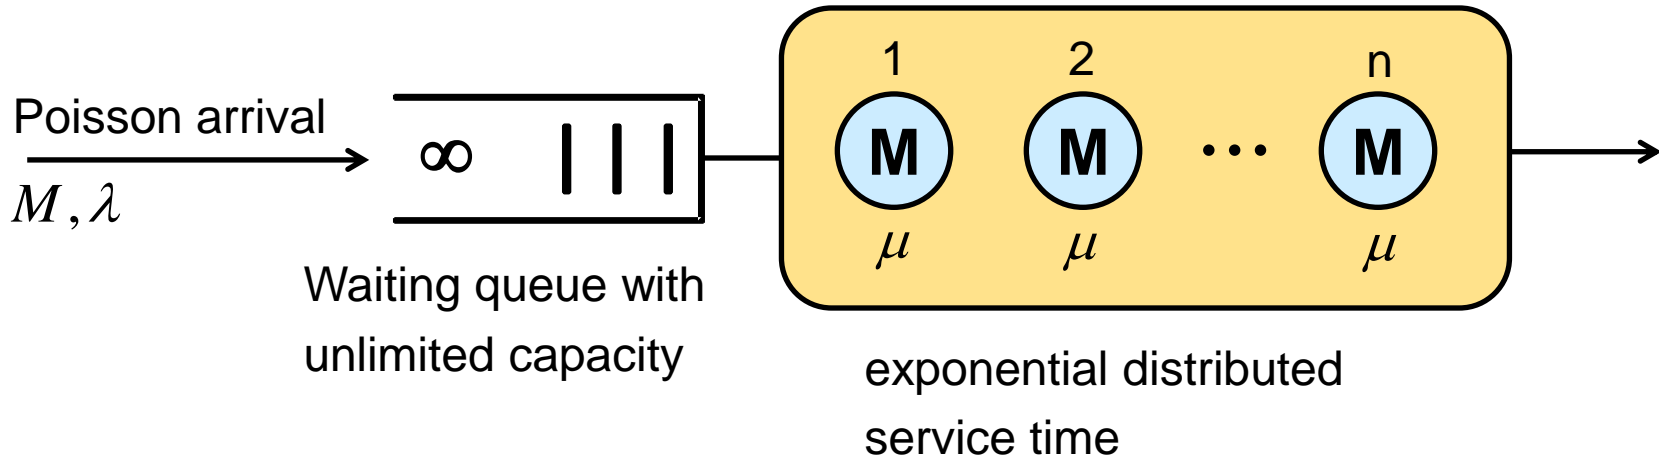 Poisson arrival
M, λ
∞
Waiting queue with
unlimited capacity
1 2 n
M M ••• M
μ μ μ
exponential distributed
service time